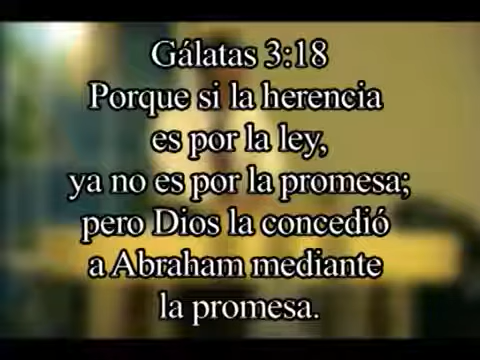 Gálatas 3:18
Porque si la herencia
es por la ley,
ya no es por la promesa;
pero Dios la concedió
a Abraham mediante
la promesa.